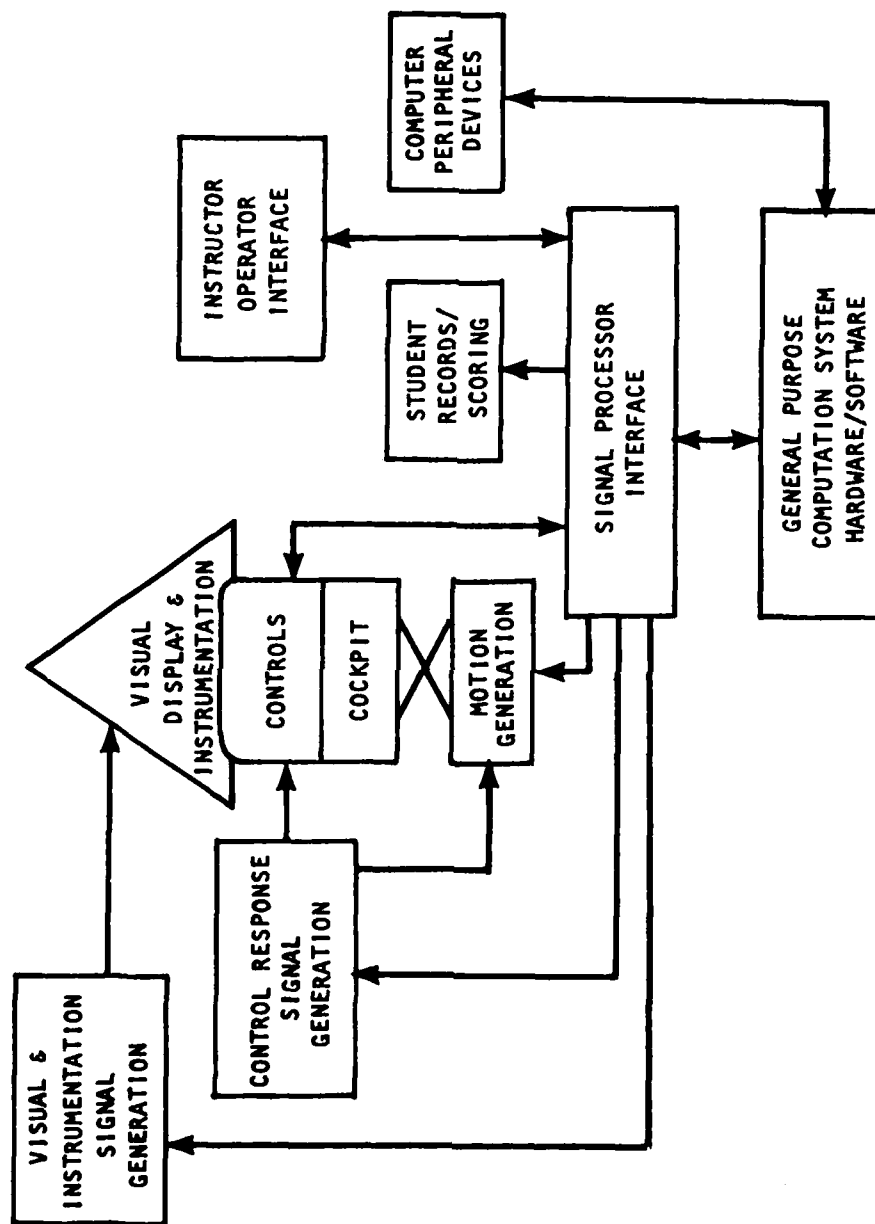 VISUAL &
INSTRUMENTATION
SIGNAL
GENERATION
VISUAL
DISPLAY &
INSTRUMENTATION
CONTROL RESPONSE
SIGNAL
GENERATION
CONTROLS
COCKPIT
MOTION
GENERATION
INSTRUCTOR
OPERATOR
INTERFACE
STUDENT
RECORDS/
SCORING
COMPUTER
PERIPHERAL
DEVICES
SIGNAL PROCESSOR
INTERFACE
GENERAL PURPOSE
COMPUTATION SYSTEM
HARDWARE/SOFTWARE